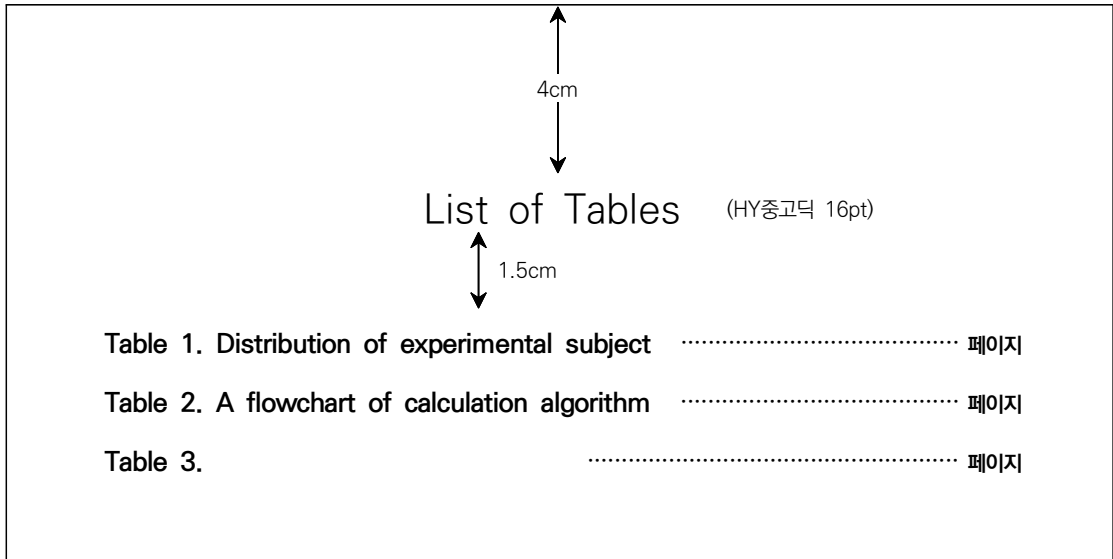 4cm
List of Tables (HY중고딕 16pt)
1.5cm
Table 1. Distribution of experimental subject ········································· 페이지
Table 2. A flowchart of calculation algorithm ········································· 페이지
Table 3. ······················································· 페이지